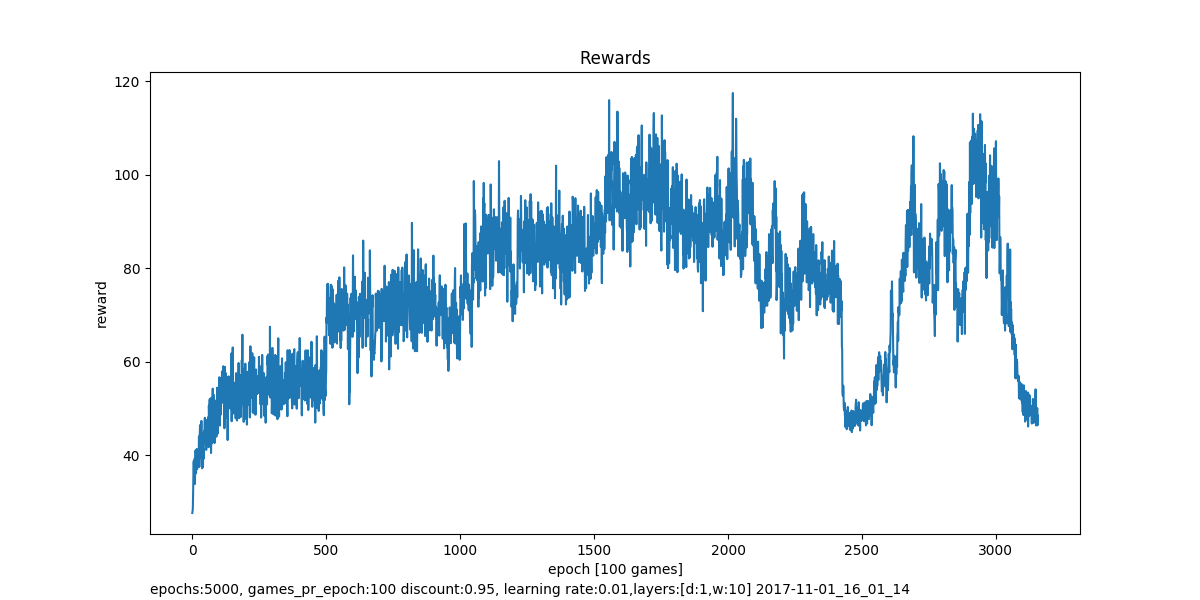 Rewards
120
100
80
60
40
reward
0 500 1000 1500 2000 2500 3000
epoch [100 games]
epochs:5000, games_pr_epoch:100 discount:0.95, learning rate:0.01,layers:[d:1,w:10] 2017-11-01_16_01_14